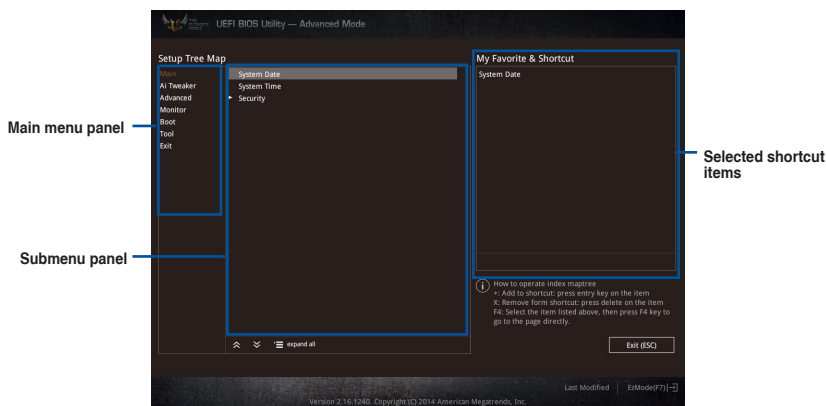 THE ULTIMATE FORCE
UEFI BIOS Utility — Advanced Mode
Setup Tree Map
My Favorite & Shortcut
Main
Ai Tweaker
Advanced
Monitor
Boot
Tool
Exit
System Date
System Time
Security
System Date
Main menu panel
Submenu panel
Selected shortcut
items
How to operate index maptree
+: Add to shortcut: press entry key on the item
X: Remove form shortcut: press delete on the item
F4: Select the item listed above, then press F4 key to
go to the page directly.
expand all
Exit (ESC)
Last Modified
EzMode(F7)
Version 2.16.1240. Copyright (C) 2014 American Megatrends, Inc.